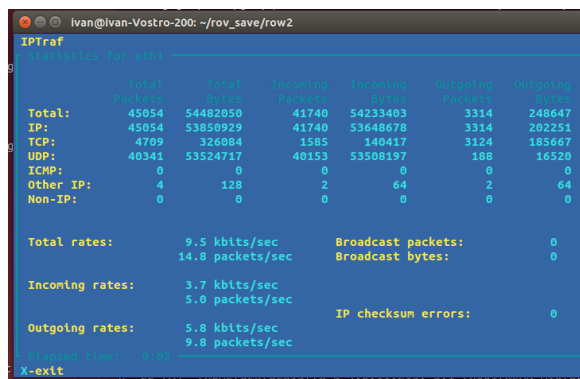 ivan@ivan-Vostro-200: ~/rov_save/row2
IPTraf
Statistics for eth1
Total Total Incoming Incoming Outgoing Outgoing
Packets Bytes Packets Bytes Packets Bytes
Total: 45054 54482050 41740 54233403 3314 248647
IP: 45054 53850929 41740 53648678 3314 202251
TCP: 4709 326084 1585 140417 3124 185667
UDP: 40341 53524717 40153 53508197 188 16520
ICMP: 0 0 0 0 0 0
Other IP: 4 128 2 64 2 64
Non-IP: 0 0 0 0 0 0
Total rates: 9.5 kbits/sec Broadcast packets: 0
14.8 packets/sec Broadcast bytes: 0
Incoming rates: 3.7 kbits/sec
5.0 packets/sec
IP checksum errors: 0
Outgoing rates: 5.8 kbits/sec
9.8 packets/sec
Elapsed time: 0:02
X-exit